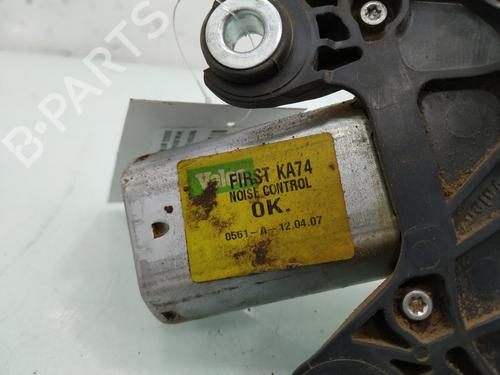 B-PARTS
Valeo
FIRST KA74
NOISE CONTROL
OK.
0561-A-12.04.07